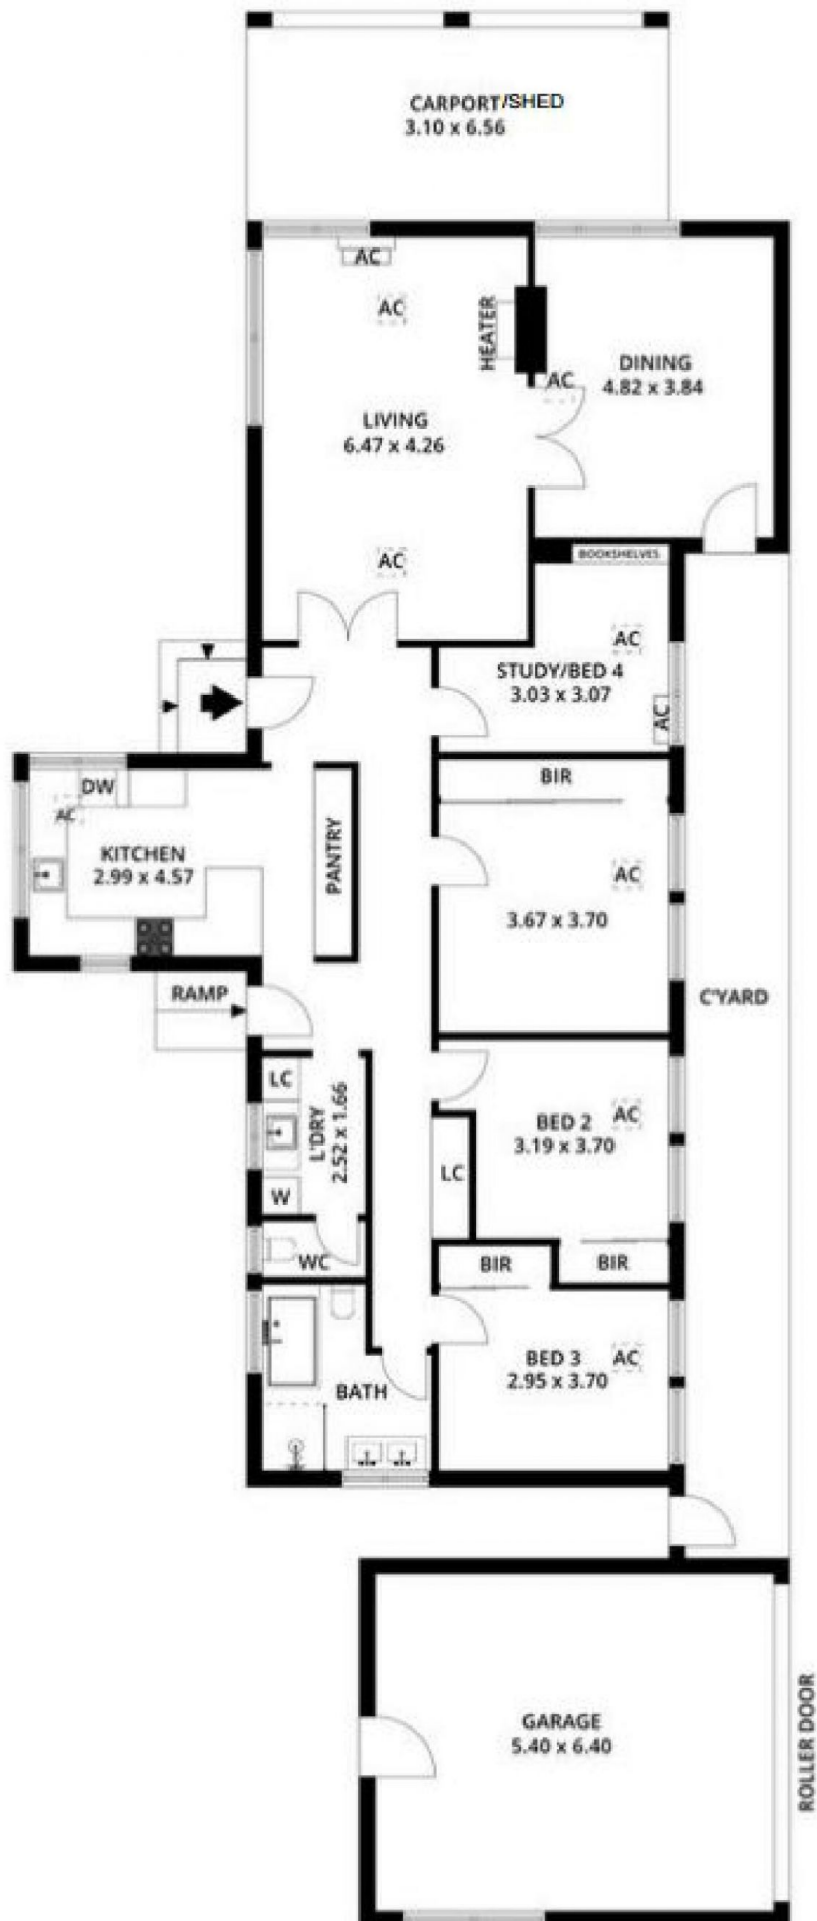 CARPORT/SHED
3.10 x 6.56
AC
AC
HEATER
AC
DINING
4.82 x 3.84
LIVING
6.47 x 4.26
AC
BOOKSHELVES
AC
STUDY/BED 4
3.03 x 3.07
AC
BIR
DW
AC
KITCHEN
2.99 x 4.57
PANTRY
AC
3.67 x 3.70
RAMP
C'YARD
LC
L'DRY
2.52 x 1.66
W
AC
BED 2
3.19 x 3.70
LC
WC
BIR
BIR
BED 3
2.95 x 3.70
AC
BATH
GARAGE
5.40 x 6.40
ROLLER DOOR